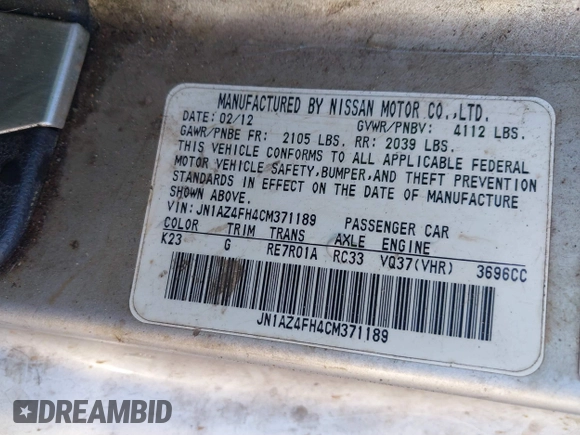 MANUFACTURED BY NISSAN MOTOR CO.,LTD.
DATE: 02/12 GVWR/PNBV: 4112 LBS.
GAWR/PNBE FR: 2105 LBS. RR: 2039 LBS.
THIS VEHICLE CONFORMS TO ALL APPLICABLE FEDERAL
MOTOR VEHICLE SAFETY,BUMPER,AND THEFT PREVENTION
STANDARDS IN EFFECT ON THE DATE OF MANUFACTURE
SHOWN ABOVE.
VIN: JN1AZ4FH4CM371189 PASSENGER CAR
COLOR TRIM TRANS AXLE ENGINE
K23 G RE7R01A RC33 VQ37(VHR) 3696CC
JN1AZ4FH4CM371189
DREAMBID